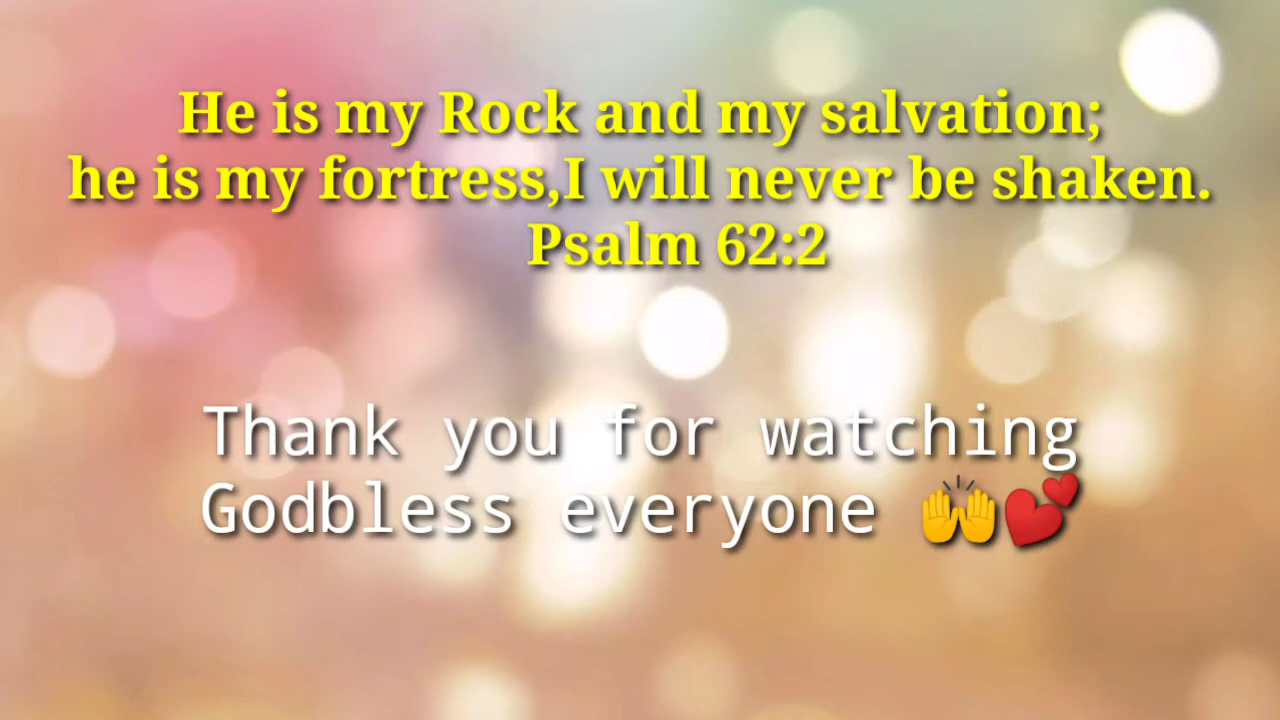 He is my Rock and my salvation;
he is my fortress,I will never be shaken.
Psalm 62:2
Thank you for watching
Godbless everyone 🙌💕